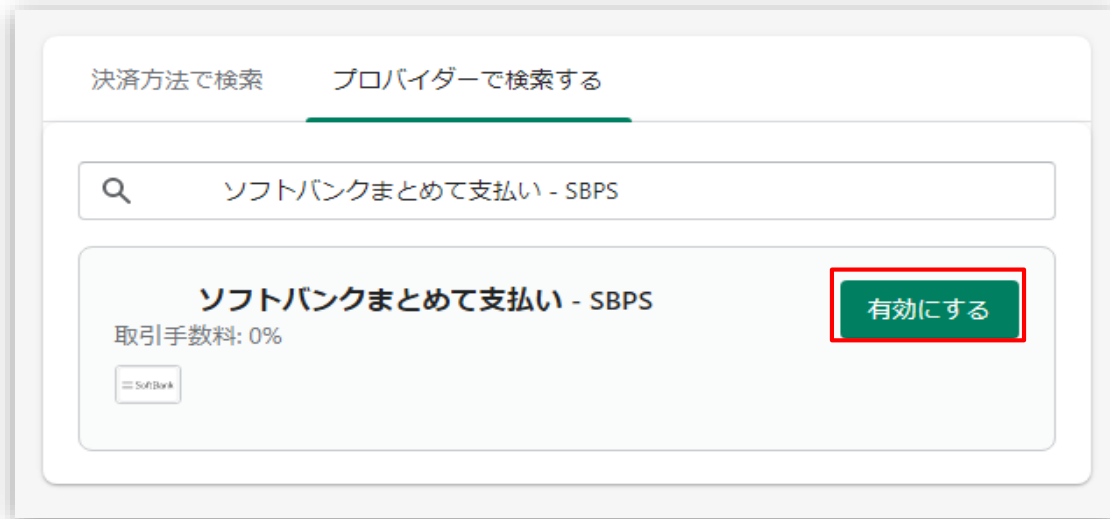 決済方法で検索 プロバイダーで検索する
ソフトバンクまとめて支払い - SBPS
ソフトバンクまとめて支払い - SBPS
有効にする
取引手数料: 0%
SoftBank